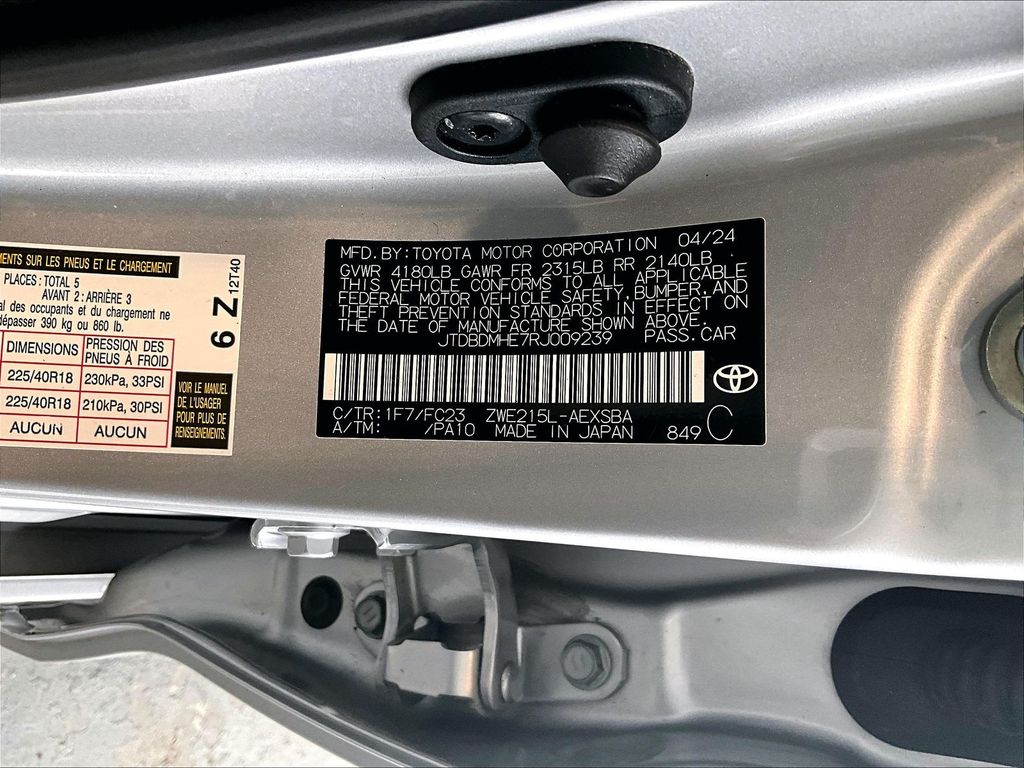 MENTS SUR LES PNEUS ET LE CHARGEMENT
PLACES: TOTAL 5
AVANT 2: ARRIÈRE 3
al des occupants et du chargement ne
dépasser 390 kg ou 860 lb.
DIMENSIONS PRESSION DES PNEUS À FROID
225/40R18 230kPa, 33PSI
225/40R18 210kPa, 30PSI
AUCUN AUCUN
VOIR LE MANUEL
DE L'USAGER
POUR PLUS DE
RENSEIGNEMENTS.
6 Z 12T40
MFD. BY: TOYOTA MOTOR CORPORATION 04/24
GVWR 4180LB GAWR FR 2315LB RR 2140LB
THIS VEHICLE CONFORMS TO ALL APPLICABLE
FEDERAL MOTOR VEHICLE SAFETY, BUMPER, AND
THEFT PREVENTION STANDARDS IN EFFECT ON
THE DATE OF MANUFACTURE SHOWN ABOVE.
JTDBDMHE7RJ009239 PASS. CAR
C/TR: 1F7/FC23 ZWE215L-AEXSBA
A/TM: /PA10 MADE IN JAPAN 849 C